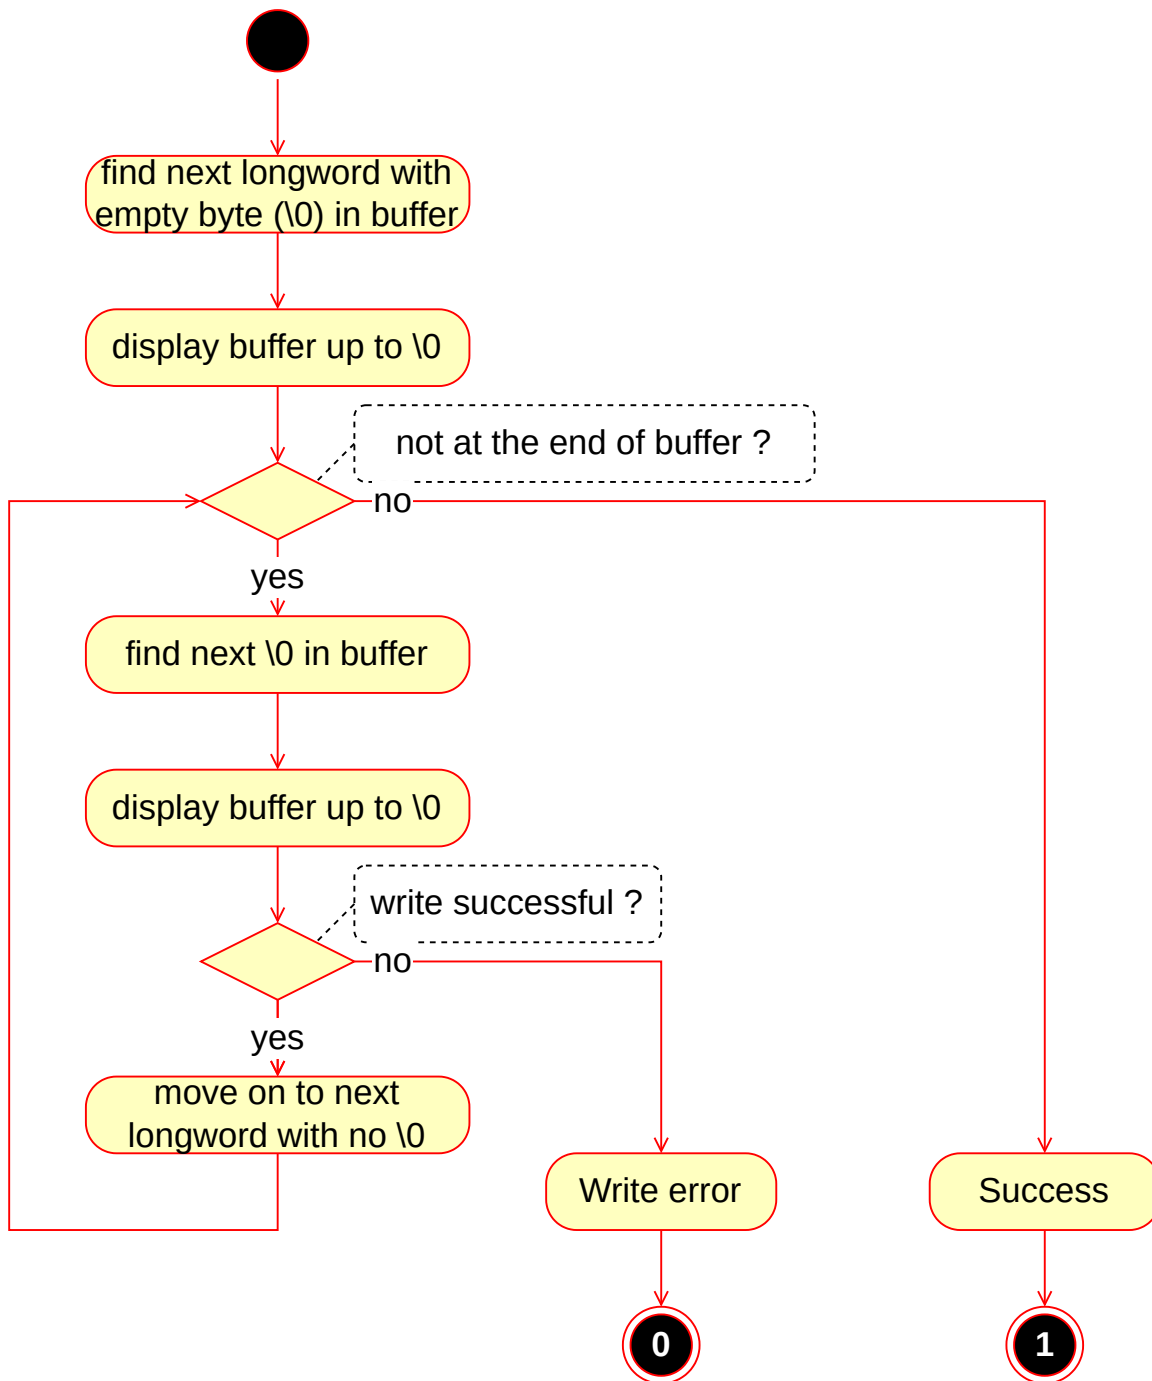 find next longword with
empty byte (\0) in buffer
display buffer up to \0
not at the end of buffer ?
no
yes
find next \0 in buffer
display buffer up to \0
write successful ?
no
yes
move on to next
longword with no \0
Write error
Success
0
1